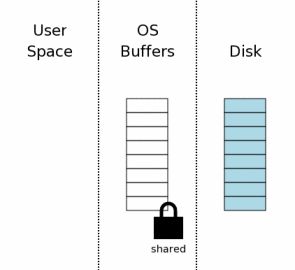 User
Space
OS
Buffers
Disk
shared